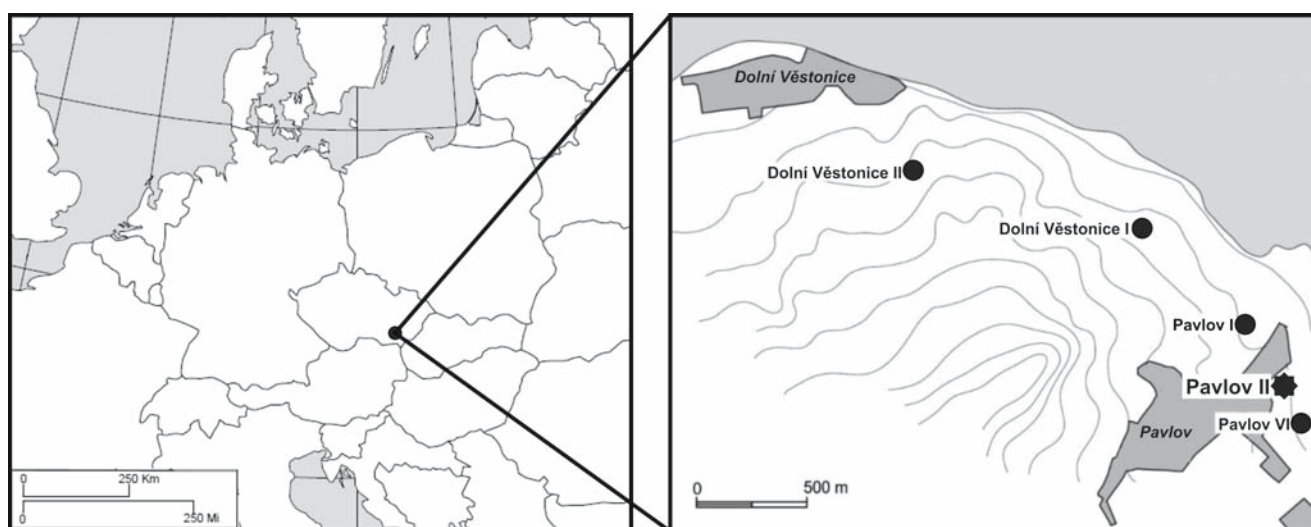 0 250 Km
0 250 Mi
Dolní Věstonice
Dolní Věstonice II
Dolní Věstonice I
Pavlov I
Pavlov II
Pavlov
Pavlov VI
0 500 m